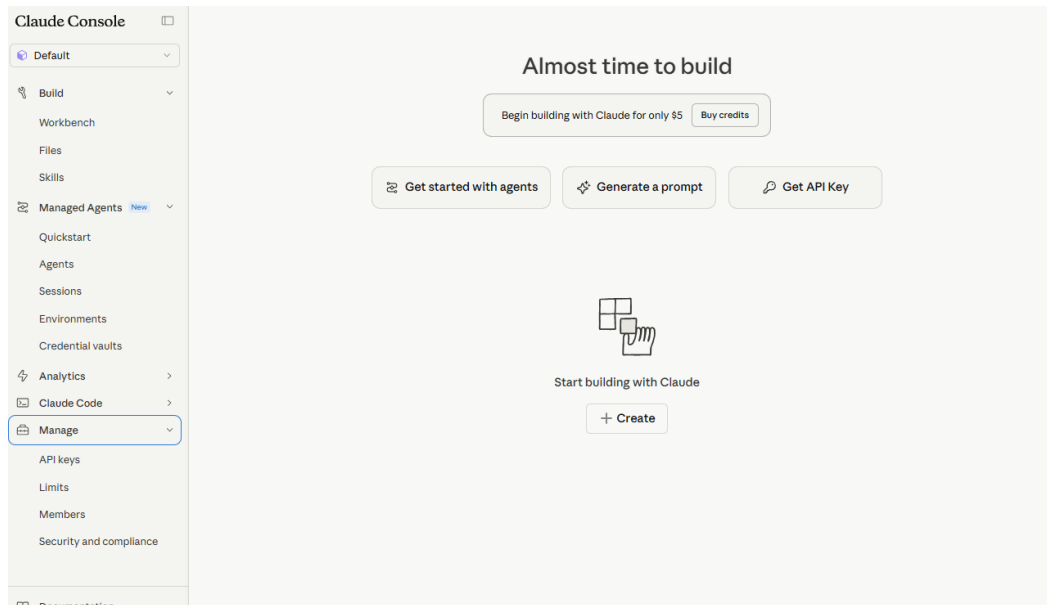 Claude Console
Default
Build
Workbench
Files
Skills
Managed Agents New
Quickstart
Agents
Sessions
Environments
Credential vaults
Analytics
Claude Code
Manage
API keys
Limits
Members
Security and compliance
Almost time to build
Begin building with Claude for only $5 Buy credits
Get started with agents
Generate a prompt
Get API Key
Start building with Claude
+ Create